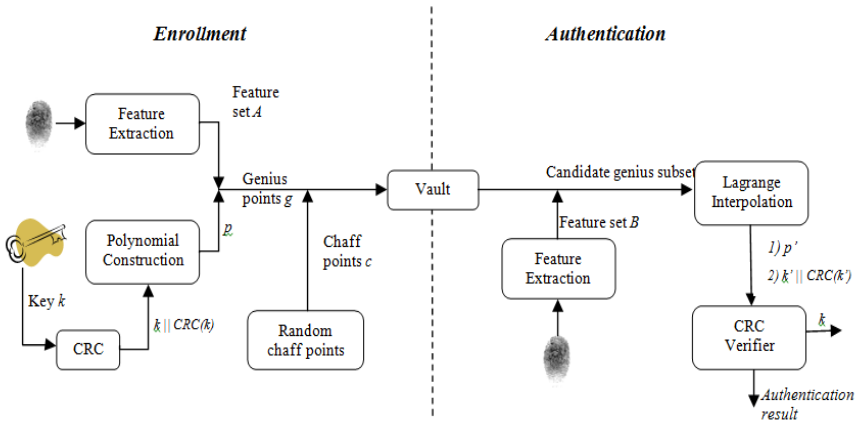 Enrollment
Authentication
Feature
set A
Feature
Extraction
Genius
points g
Vault
Candidate genius subset
Lagrange
Interpolation
p
Feature set B
Polynomial
Construction
Chaff
points c
Feature
Extraction
1) p'
2) k' || CRC(k')
Key k
k || CRC(k)
CRC
Random
chaff points
CRC
Verifier
k
Authentication
result